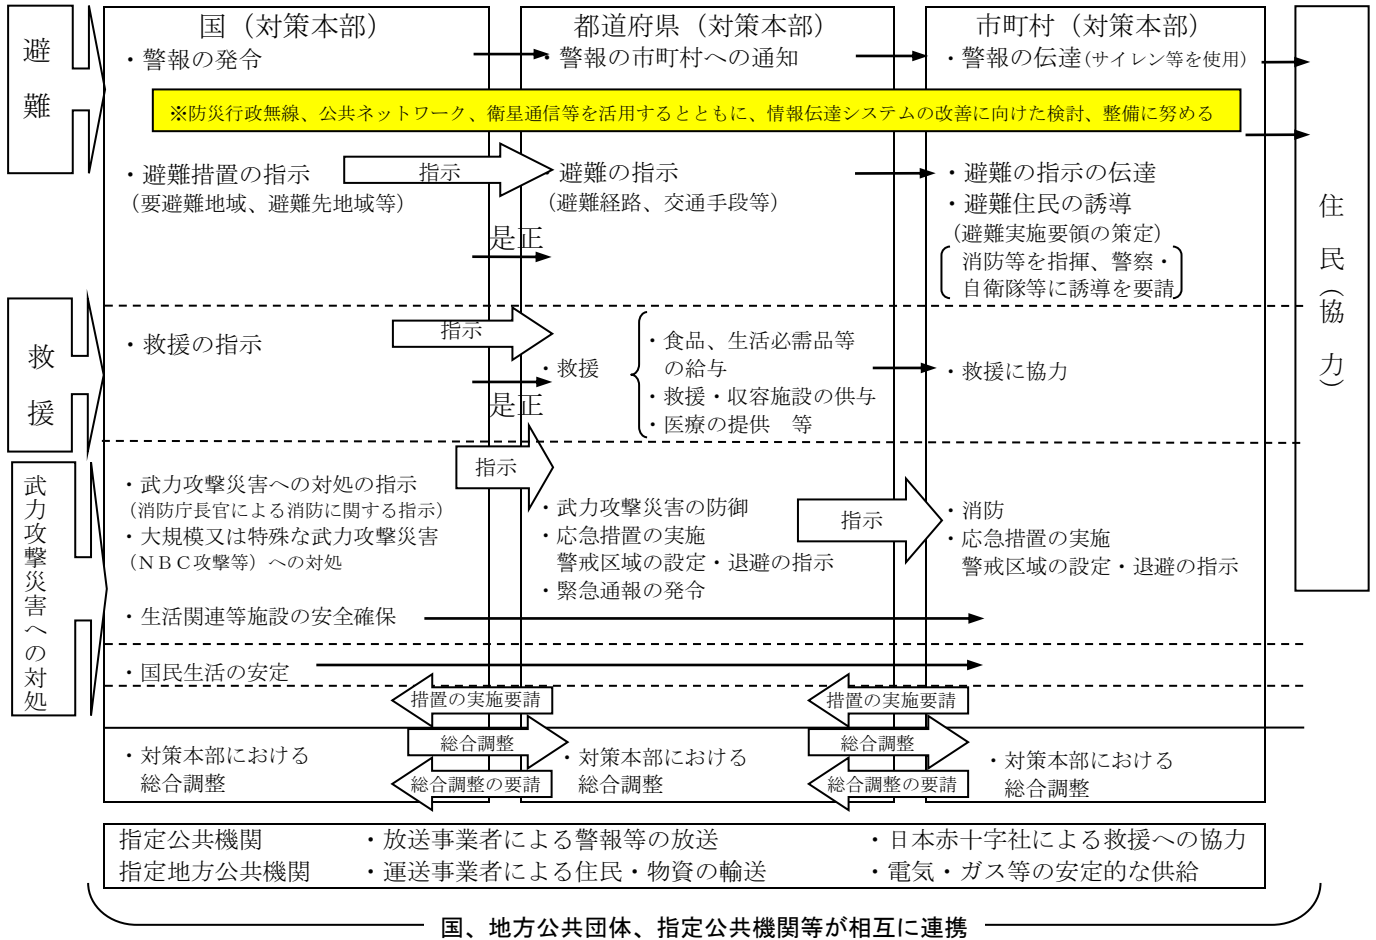 避難
国（対策本部）
・警報の発令
※防災行政無線、公共ネットワーク、衛星通信等を活用するとともに、情報伝達システムの改善に向けた検討、整備に努める
・避難措置の指示
（要避難地域、避難先地域等）
指示
是正
都道府県（対策本部）
・警報の市町村への通知
・避難の指示
（避難経路、交通手段等）
市町村（対策本部）
・警報の伝達（サイレン等を使用）
・避難の指示の伝達
・避難住民の誘導
（避難実施要領の策定）
消防等を指揮、警察・
自衛隊等に誘導を要請
住民（協力）
救援
・救援の指示
指示
是正
・救援
・食品、生活必需品等
の給与
・救援・収容施設の供与
・医療の提供　等
・救援に協力
武力攻撃災害への対処
・武力攻撃災害への対処の指示
（消防庁長官による消防に関する指示）
・大規模又は特殊な武力攻撃災害
（ＮＢＣ攻撃等）への対処
指示
・武力攻撃災害の防御
・応急措置の実施
警戒区域の設定・退避の指示
・緊急通報の発令
指示
・消防
・応急措置の実施
警戒区域の設定・退避の指示
・生活関連等施設の安全確保
・国民生活の安定
措置の実施要請
措置の実施要請
・対策本部における
総合調整
総合調整
総合調整の要請
・対策本部における
総合調整
総合調整
総合調整の要請
・対策本部における
総合調整
指定公共機関
指定地方公共機関
・放送事業者による警報等の放送
・運送事業者による住民・物資の輸送
・日本赤十字社による救援への協力
・電気・ガス等の安定的な供給
国、地方公共団体、指定公共機関等が相互に連携